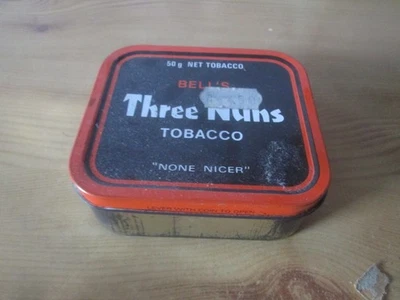 50 g NET TOBACCO
BELL'S
Three Nuns
TOBACCO
"NONE NICER"